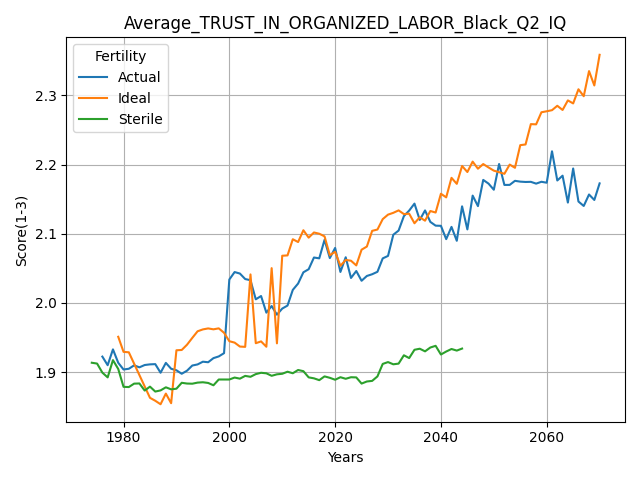 Average_TRUST_IN_ORGANIZED_LABOR_Black_Q2_IQ
Fertility
Actual
Ideal
Sterile
Score(1-3)
2.3
2.2
2.1
2.0
1.9
1980 2000 2020 2040 2060
Years